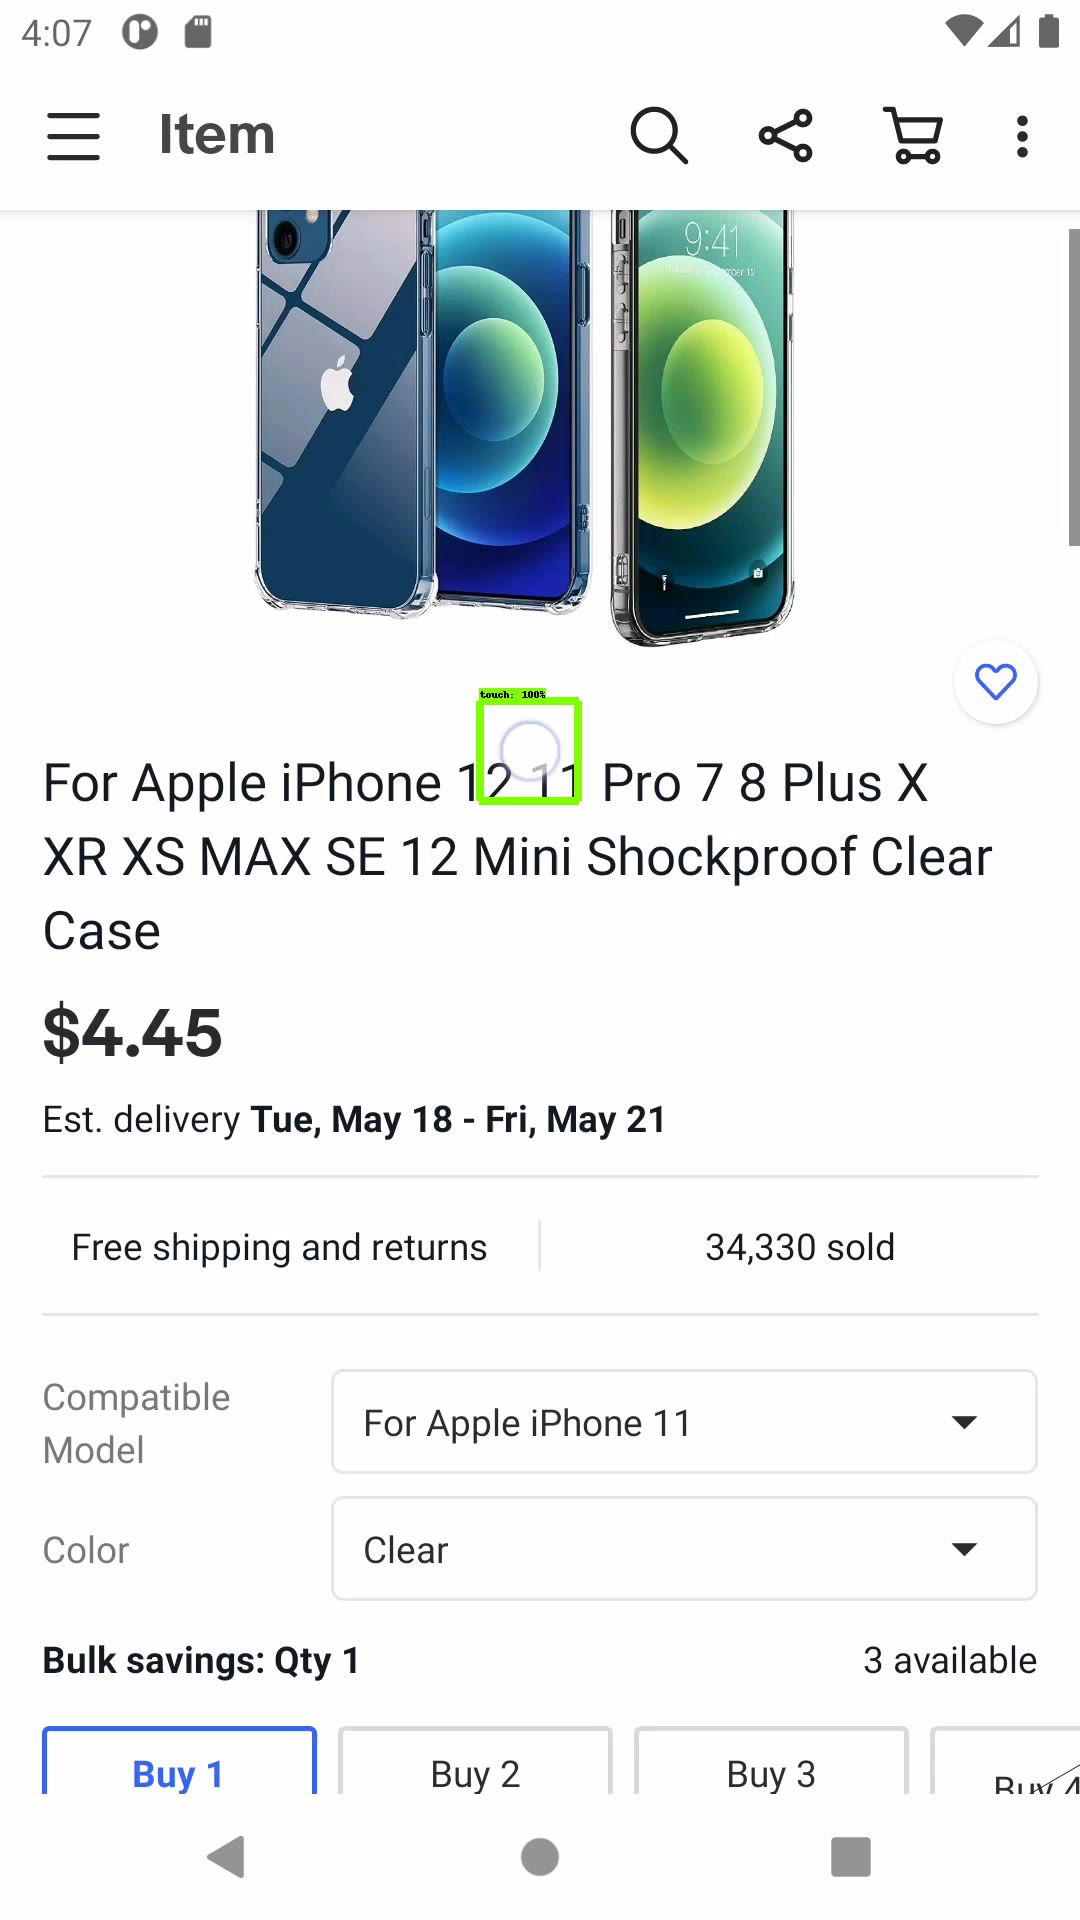 4:07
Item
9:41
touch: 100%
For Apple iPhone 12 11 Pro 7 8 Plus X
XR XS MAX SE 12 Mini Shockproof Clear
Case
$4.45
Est. delivery Tue, May 18 - Fri, May 21
Free shipping and returns
34,330 sold
Compatible
Model
For Apple iPhone 11
Color
Clear
Bulk savings: Qty 1
3 available
Buy 1
Buy 2
Buy 3
Buy 4